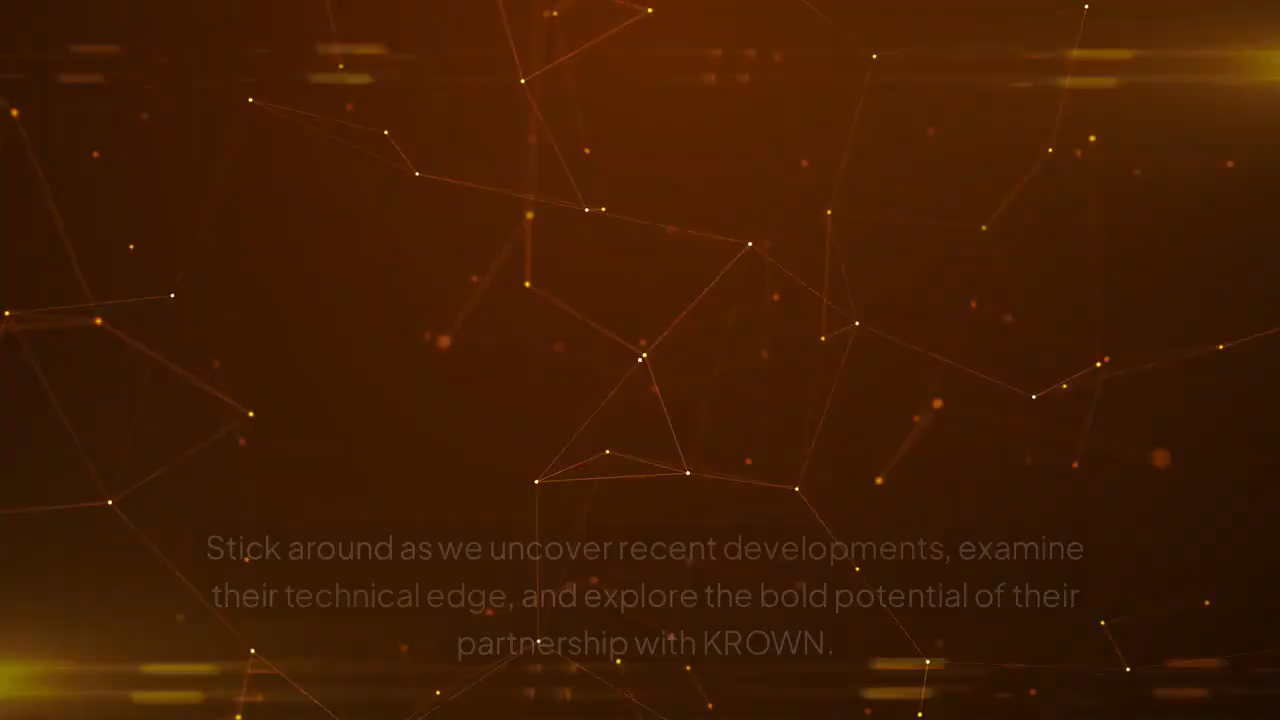 Stick around as we uncover recent developments, examine
their technical edge, and explore the bold potential of their
partnership with KROWN.